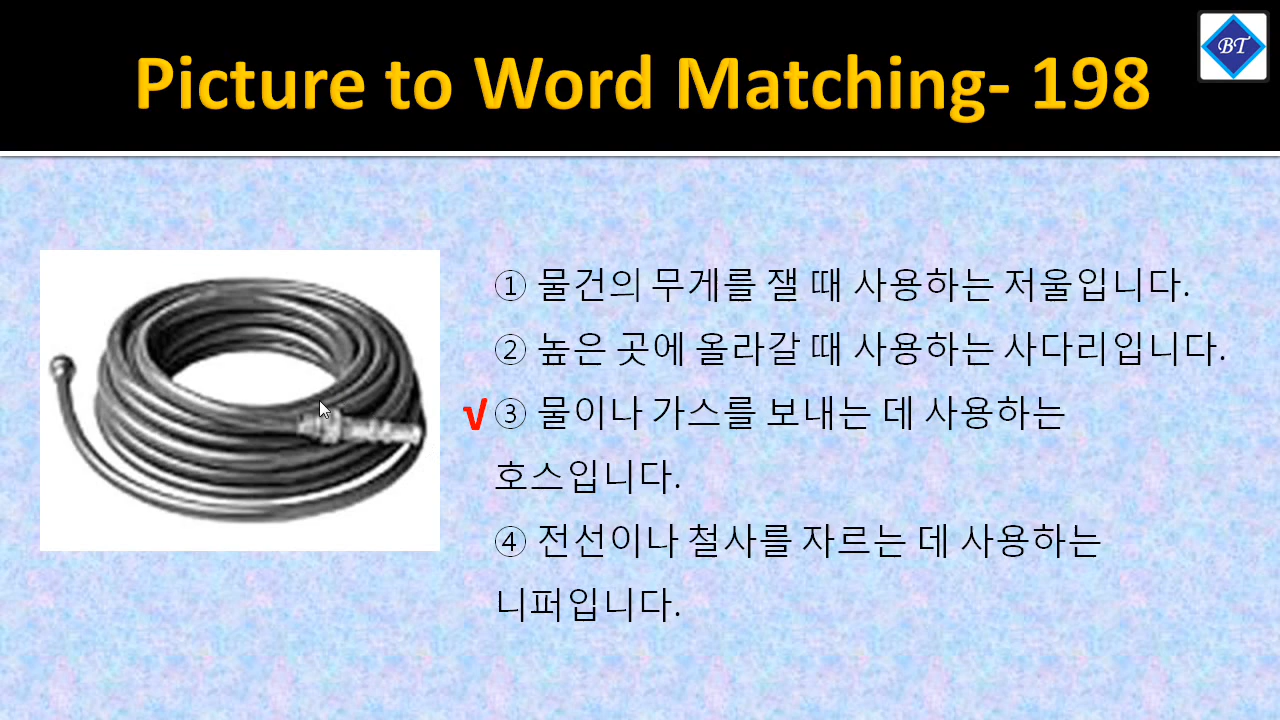 Picture to Word Matching- 198
BT
① 물건의 무게를 잴 때 사용하는 저울입니다.
② 높은 곳에 올라갈 때 사용하는 사다리입니다.
√ ③ 물이나 가스를 보내는 데 사용하는
호스입니다.
④ 전선이나 철사를 자르는 데 사용하는
니퍼입니다.